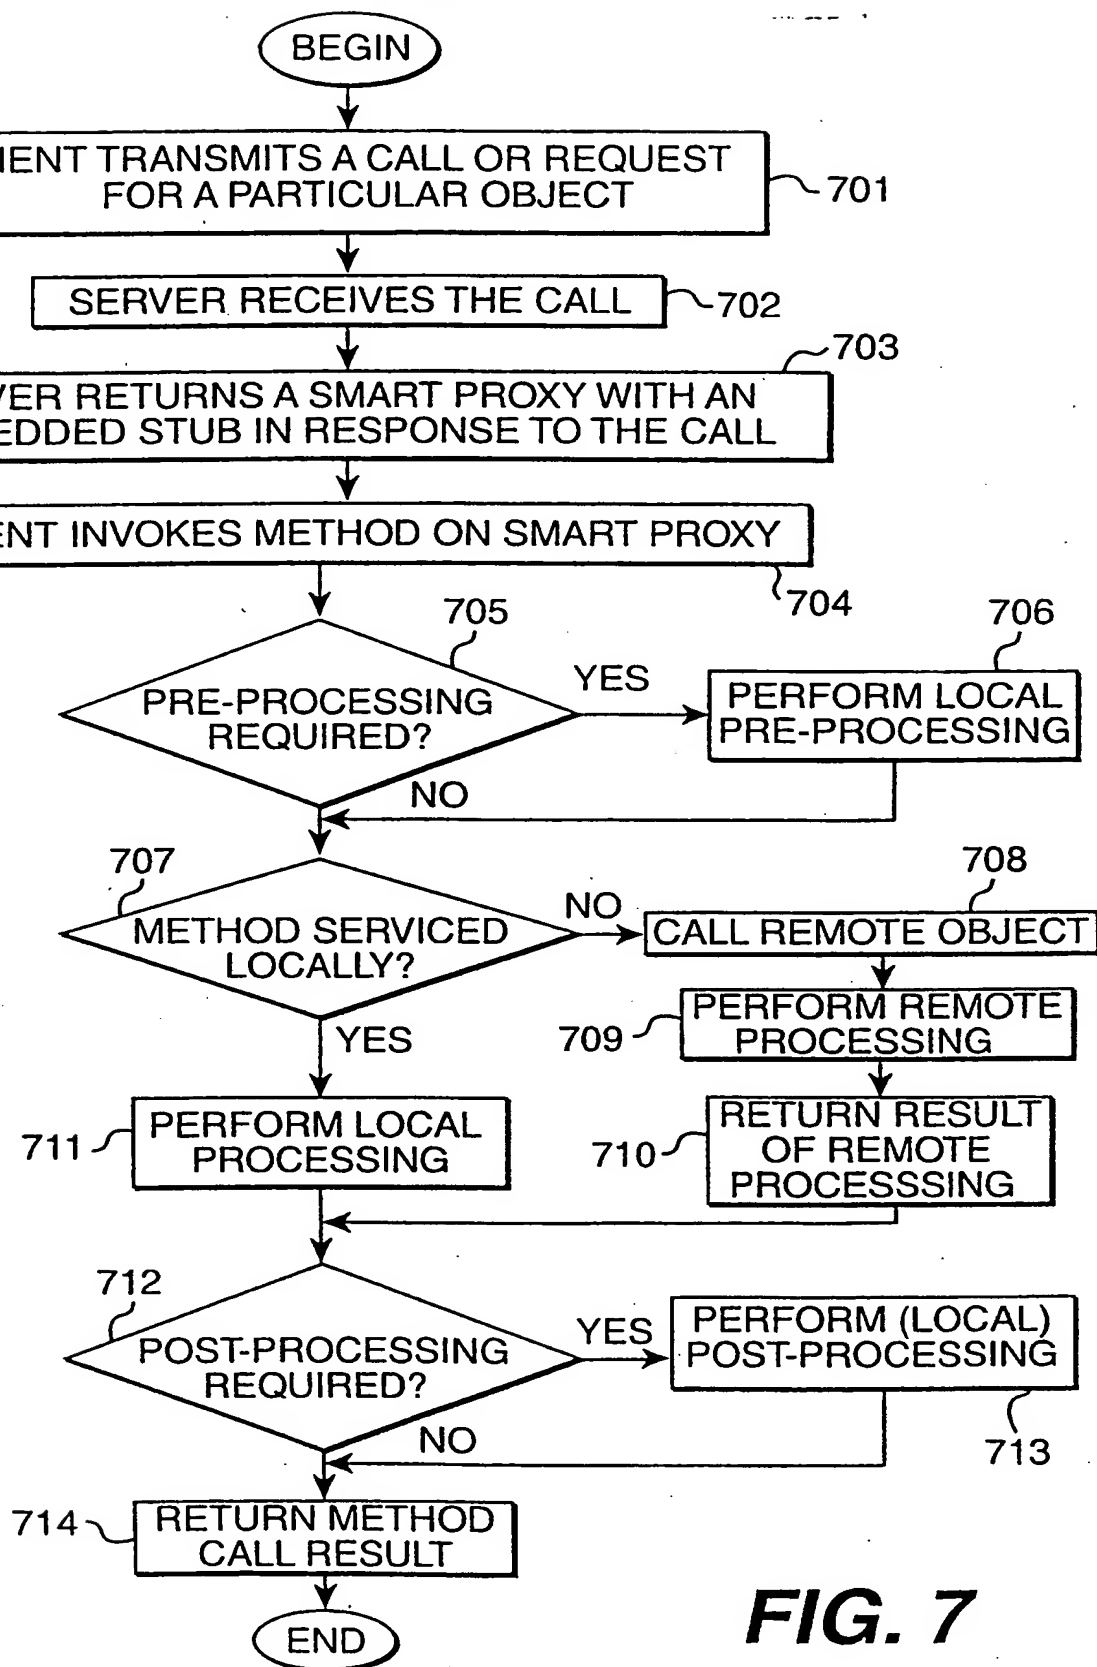 BEGIN
IENT TRANSMITS A CALL OR REQUEST
FOR A PARTICULAR OBJECT
701
SERVER RECEIVES THE CALL
702
703
VER RETURNS A SMART PROXY WITH AN
EDDED STUB IN RESPONSE TO THE CALL
ENT INVOKES METHOD ON SMART PROXY
704
705
PRE-PROCESSING
REQUIRED?
YES
706
PERFORM LOCAL
PRE-PROCESSING
NO
707
METHOD SERVICED
LOCALLY?
NO
708
CALL REMOTE OBJECT
YES
709
PERFORM REMOTE
PROCESSING
711
PERFORM LOCAL
PROCESSING
710
RETURN RESULT
OF REMOTE
PROCESSSING
712
POST-PROCESSING
REQUIRED?
YES
PERFORM (LOCAL)
POST-PROCESSING
713
NO
714
RETURN METHOD
CALL RESULT
END
FIG. 7